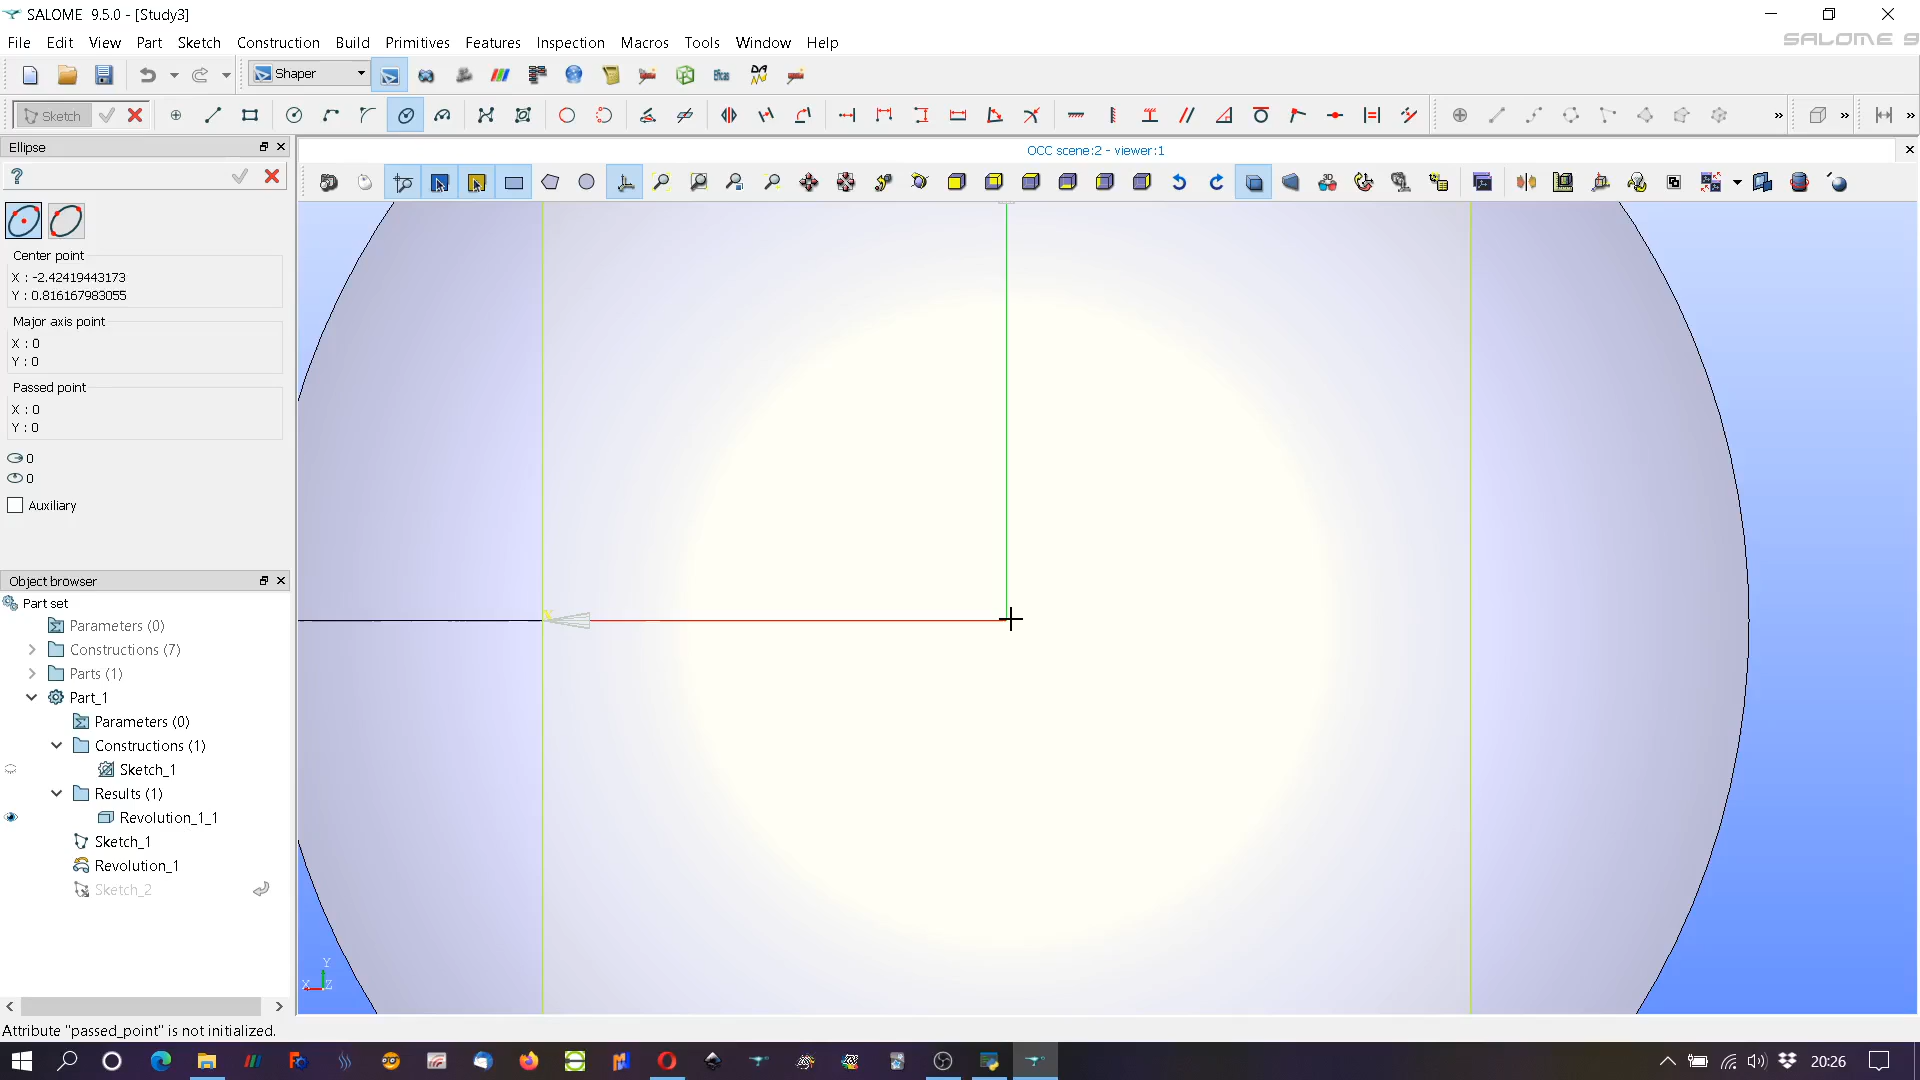 SALOME 9.5.0 - [Study3]
File Edit View Part Sketch Construction Build Primitives Features Inspection Macros Tools Window Help
SALOME 9
Shaper
Eficas
Sketch
»
»
»
Ellipse
OCC scene:2 - viewer:1
?
Center point
X : -2.42419443173
Y : 0.816167983055
Major axis point
X : 0
Y : 0
Passed point
X : 0
Y : 0
0
0
Auxiliary
X
Object browser
Part set
Parameters (0)
Constructions (7)
Parts (1)
Part_1
Parameters (0)
Constructions (1)
Sketch_1
Results (1)
Revolution_1_1
Sketch_1
Revolution_1
Sketch_2
Y
X Z
Attribute "passed_point" is not initialized.
20:26